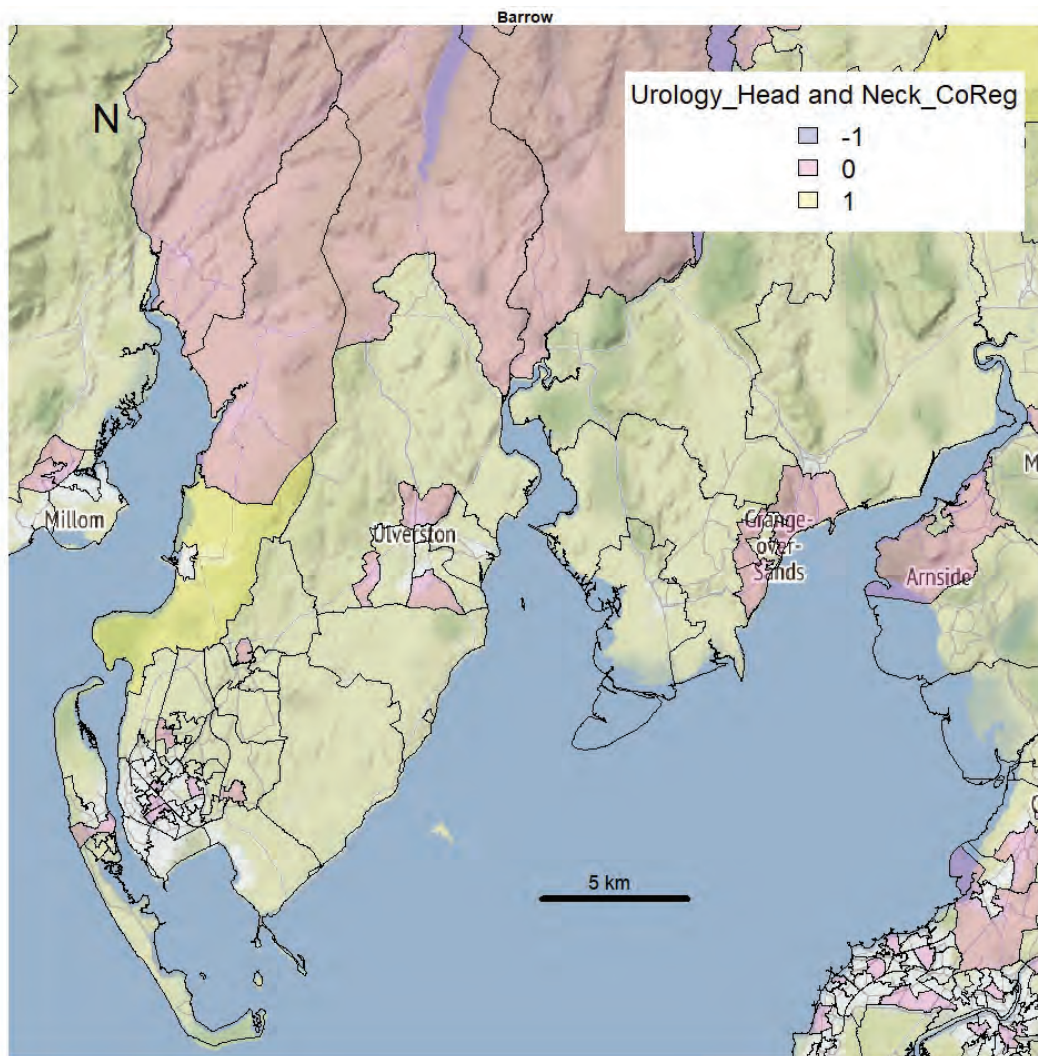 Barrow
N
Urology_Head and Neck_CoReg
-1
0
1
Millom
Ulverston
Grange-
over-
Sands
Arnside
M
5 km
C